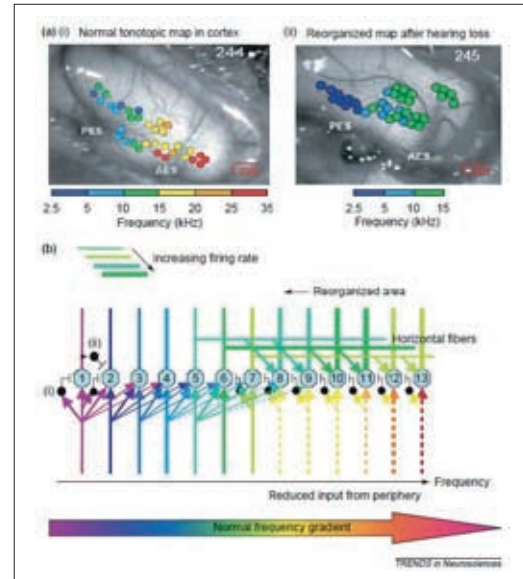 (a) (i) Normal tonotopic map in cortex
(ii) Reorganized map after hearing loss
244
245
PES
AES
PES
AES
2.5 5 10 15 20 25 35
Frequency (kHz)
2.5 5 10 15
Frequency (kHz)
(b)
Increasing firing rate
Reorganized area
(ii)
Horizontal fibers
(i)
1 2 3 4 5 6 7 8 9 10 11 12 13
Frequency
Reduced input from periphery
Normal frequency gradient
TRENDS in Neurosciences